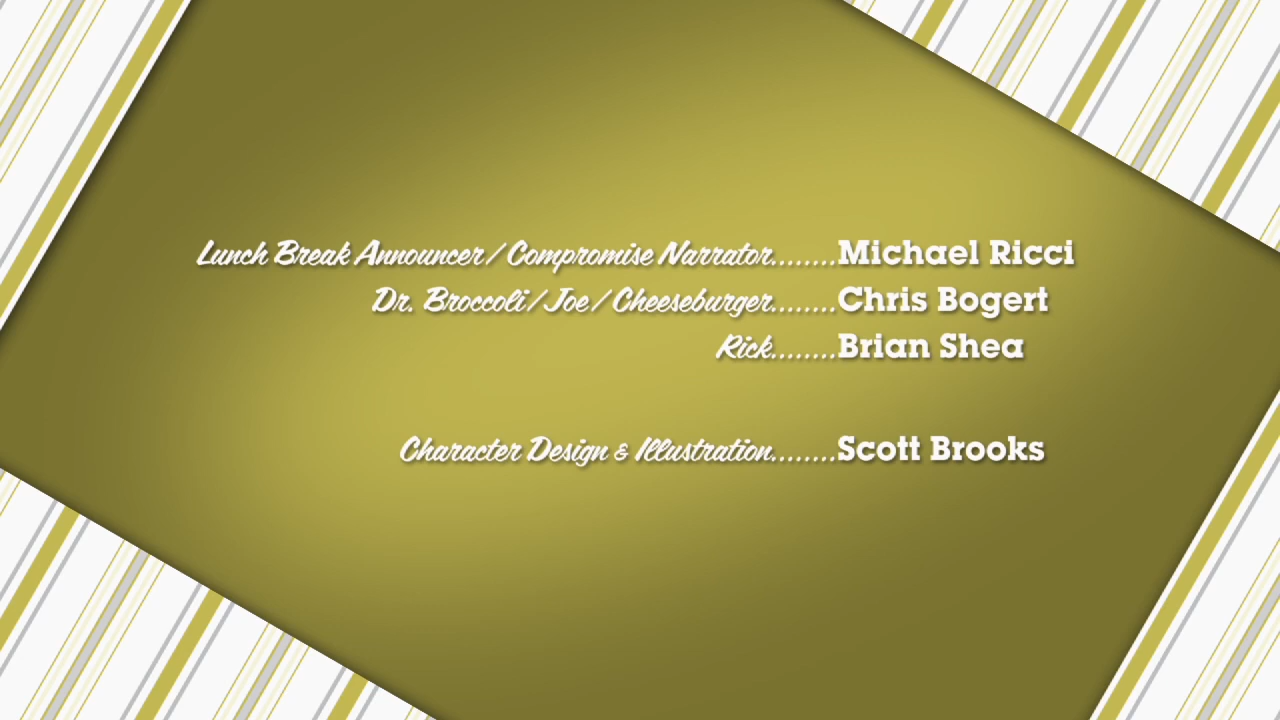 Lunch Break Announcer / Compromise Narrator........Michael Ricci
Dr. Broccoli / Joe / Cheeseburger........Chris Bogert
Rick........Brian Shea
Character Design & Illustration........Scott Brooks